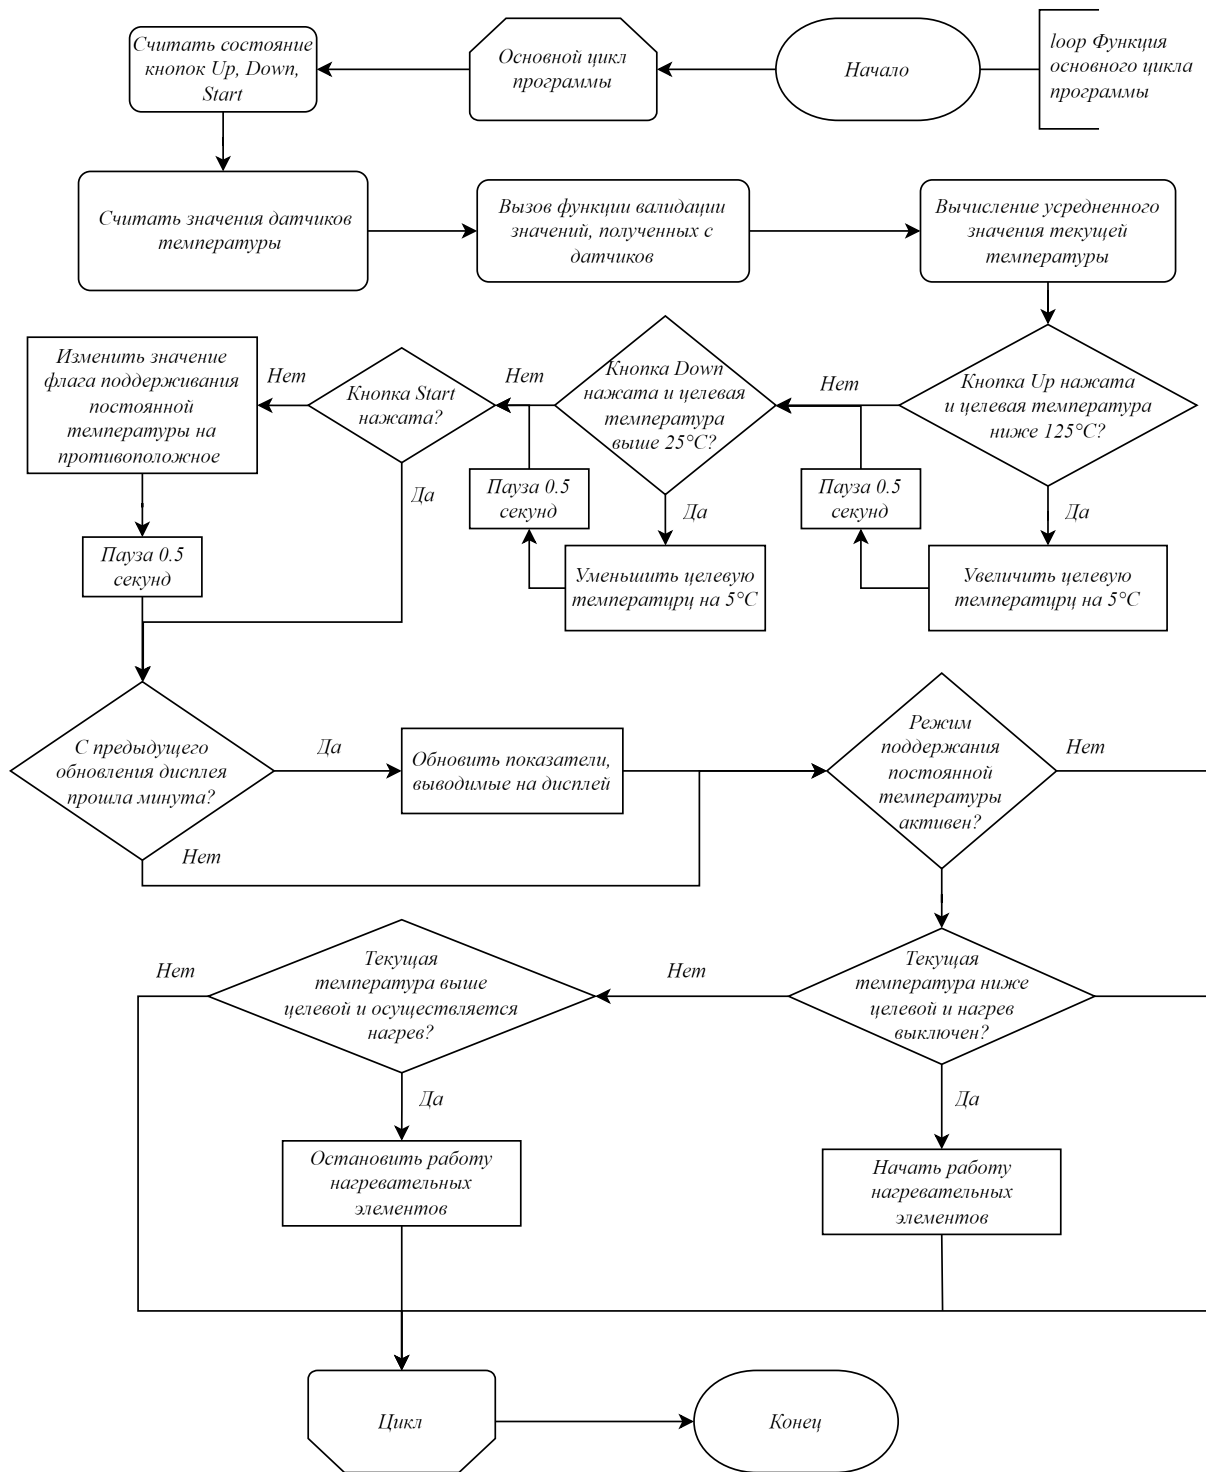 Считать состояние
кнопок Up, Down,
Start
Основной цикл
программы
Начало
loop Функция
основного цикла
программы
Считать значения датчиков
температуры
Вызов функции валидации
значений, полученных с
датчиков
Вычисление усредненного
значения текущей
температуры
Изменить значение
флага поддерживания
постоянной
температуры на
противоположное
Нет
Кнопка Start
нажата?
Нет
Кнопка Down
нажата и целевая
температура
выше 25°C?
Нет
Кнопка Up нажата
и целевая температура
ниже 125°C?
Да
Пауза 0.5
секунд
Да
Пауза 0.5
секунд
Да
Пауза 0.5
секунд
Уменьшить целевую
температирц на 5°C
Увеличить целевую
температирц на 5°C
С предыдущего
обновления дисплея
прошла минута?
Да
Обновить показатели,
выводимые на дисплей
Режим
поддержания
постоянной
температуры
активен?
Нет
Нет
Нет
Текущая
температура выше
целевой и осуществляется
нагрев?
Нет
Текущая
температура ниже
целевой и нагрев
выключен?
Да
Да
Остановить работу
нагревательных
элементов
Начать работу
нагревательных
элементов
Цикл
Конец